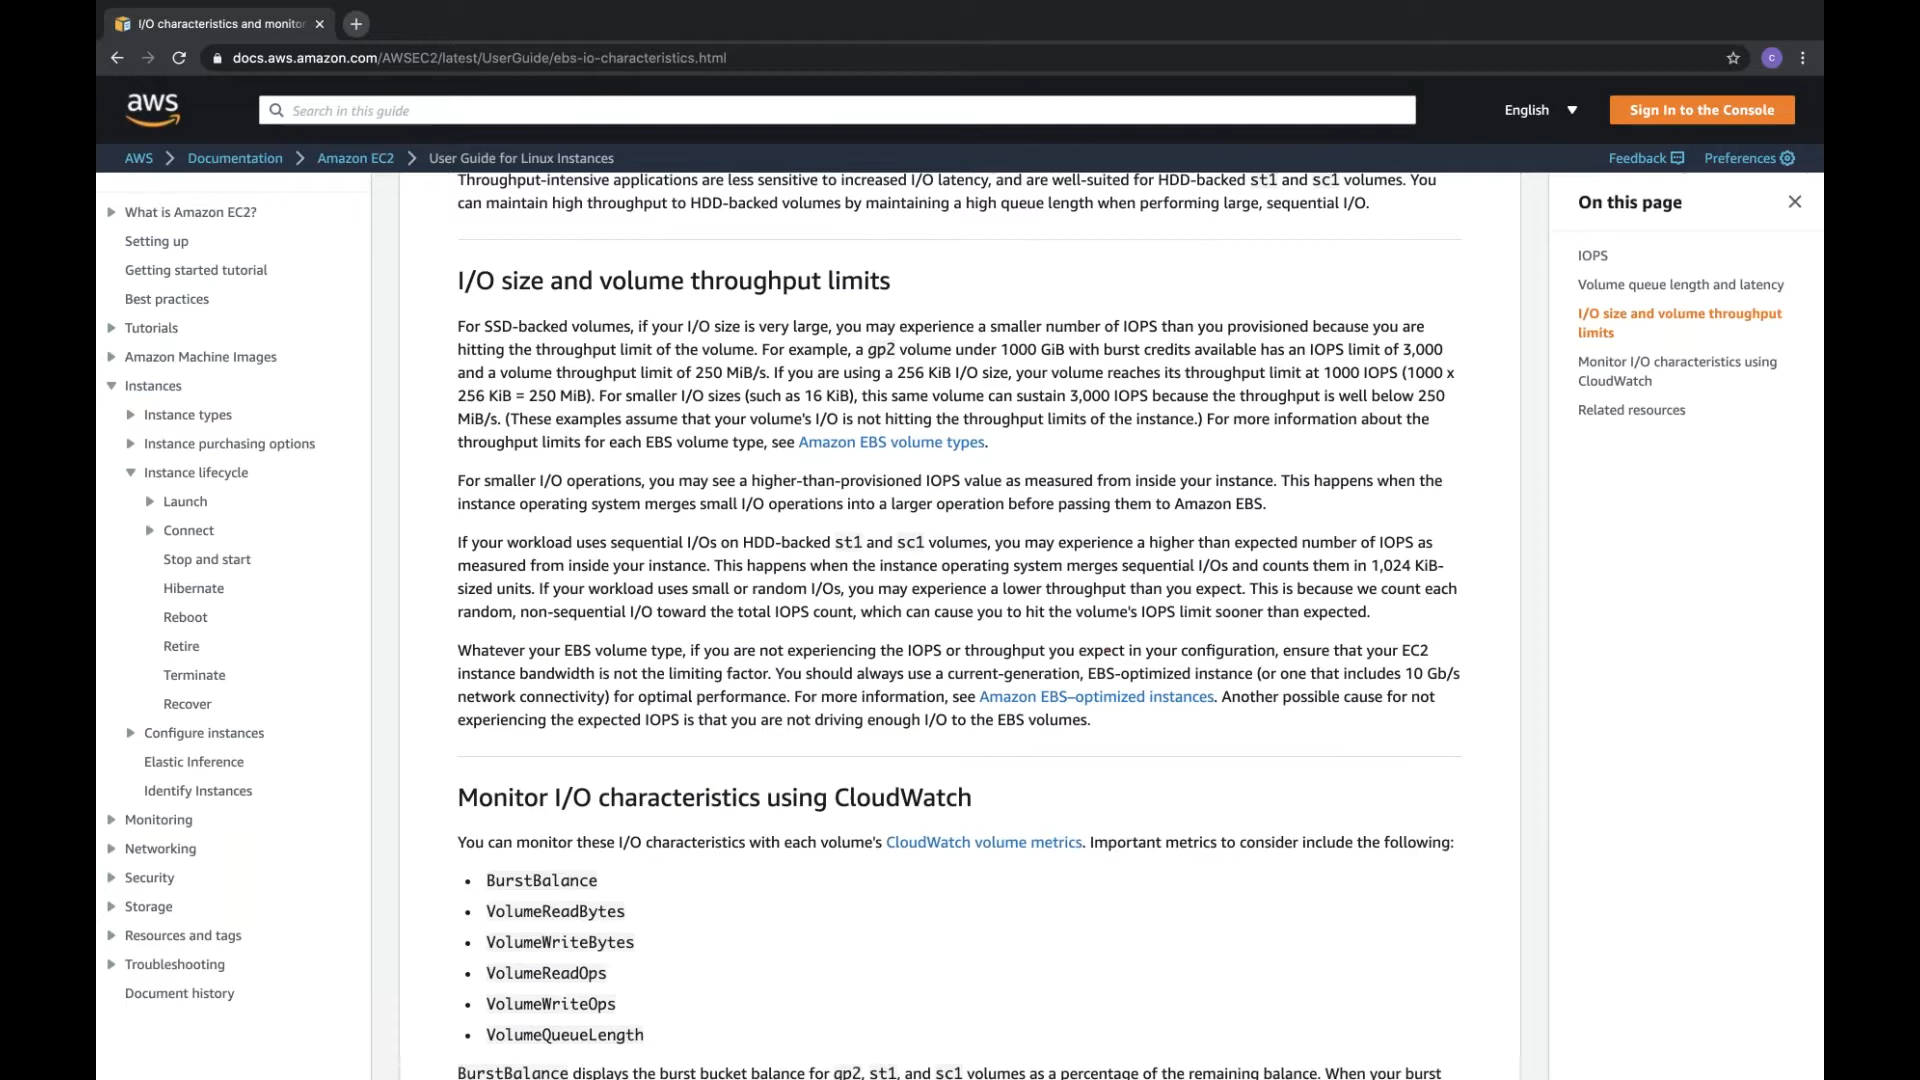 I/O characteristics and monitor
docs.aws.amazon.com/AWSEC2/latest/UserGuide/ebs-io-characteristics.html
C
aws
Search in this guide
English
Sign In to the Console
AWS
Documentation
Amazon EC2
User Guide for Linux Instances
Feedback
Preferences
What is Amazon EC2?
Setting up
Getting started tutorial
Best practices
Tutorials
Amazon Machine Images
Instances
Instance types
Instance purchasing options
Instance lifecycle
Launch
Connect
Stop and start
Hibernate
Reboot
Retire
Terminate
Recover
Configure instances
Elastic Inference
Identify Instances
Monitoring
Networking
Security
Storage
Resources and tags
Troubleshooting
Document history
Throughput-intensive applications are less sensitive to increased I/O latency, and are well-suited for HDD-backed st1 and sc1 volumes. You
can maintain high throughput to HDD-backed volumes by maintaining a high queue length when performing large, sequential I/O.
I/O size and volume throughput limits
For SSD-backed volumes, if your I/O size is very large, you may experience a smaller number of IOPS than you provisioned because you are
hitting the throughput limit of the volume. For example, a gp2 volume under 1000 GiB with burst credits available has an IOPS limit of 3,000
and a volume throughput limit of 250 MiB/s. If you are using a 256 KiB I/O size, your volume reaches its throughput limit at 1000 IOPS (1000 x
256 KiB = 250 MiB). For smaller I/O sizes (such as 16 KiB), this same volume can sustain 3,000 IOPS because the throughput is well below 250
MiB/s. (These examples assume that your volume's I/O is not hitting the throughput limits of the instance.) For more information about the
throughput limits for each EBS volume type, see Amazon EBS volume types.
For smaller I/O operations, you may see a higher-than-provisioned IOPS value as measured from inside your instance. This happens when the
instance operating system merges small I/O operations into a larger operation before passing them to Amazon EBS.
If your workload uses sequential I/Os on HDD-backed st1 and sc1 volumes, you may experience a higher than expected number of IOPS as
measured from inside your instance. This happens when the instance operating system merges sequential I/Os and counts them in 1,024 KiB-
sized units. If your workload uses small or random I/Os, you may experience a lower throughput than you expect. This is because we count each
random, non-sequential I/O toward the total IOPS count, which can cause you to hit the volume's IOPS limit sooner than expected.
Whatever your EBS volume type, if you are not experiencing the IOPS or throughput you expect in your configuration, ensure that your EC2
instance bandwidth is not the limiting factor. You should always use a current-generation, EBS-optimized instance (or one that includes 10 Gb/s
network connectivity) for optimal performance. For more information, see Amazon EBS–optimized instances. Another possible cause for not
experiencing the expected IOPS is that you are not driving enough I/O to the EBS volumes.
Monitor I/O characteristics using CloudWatch
You can monitor these I/O characteristics with each volume's CloudWatch volume metrics. Important metrics to consider include the following:
• BurstBalance
• VolumeReadBytes
• VolumeWriteBytes
• VolumeReadOps
• VolumeWriteOps
• VolumeQueueLength
BurstBalance displays the burst bucket balance for gp2, st1, and sc1 volumes as a percentage of the remaining balance. When your burst
On this page
IOPS
Volume queue length and latency
I/O size and volume throughput
limits
Monitor I/O characteristics using
CloudWatch
Related resources